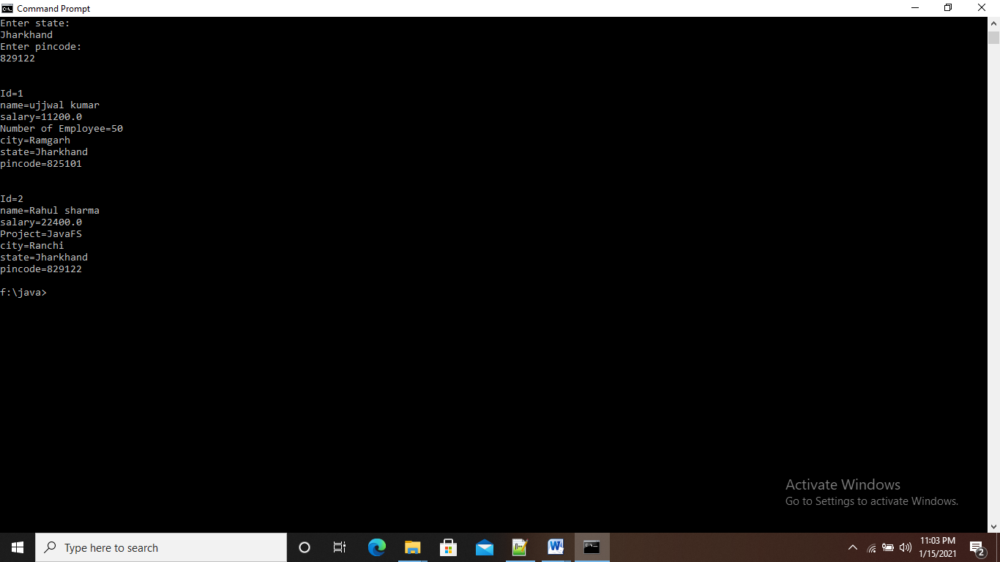 Command Prompt
Enter state:
Jharkhand
Enter pincode:
829122
Id=1
name=ujjwal kumar
salary=11200.0
Number of Employee=50
city=Ramgarh
state=Jharkhand
pincode=825101
Id=2
name=Rahul sharma
salary=22400.0
Project=JavaFS
city=Ranchi
state=Jharkhand
pincode=829122
f:\java>
Activate Windows
Go to Settings to activate Windows.
Type here to search
11:03 PM
1/15/2021
2